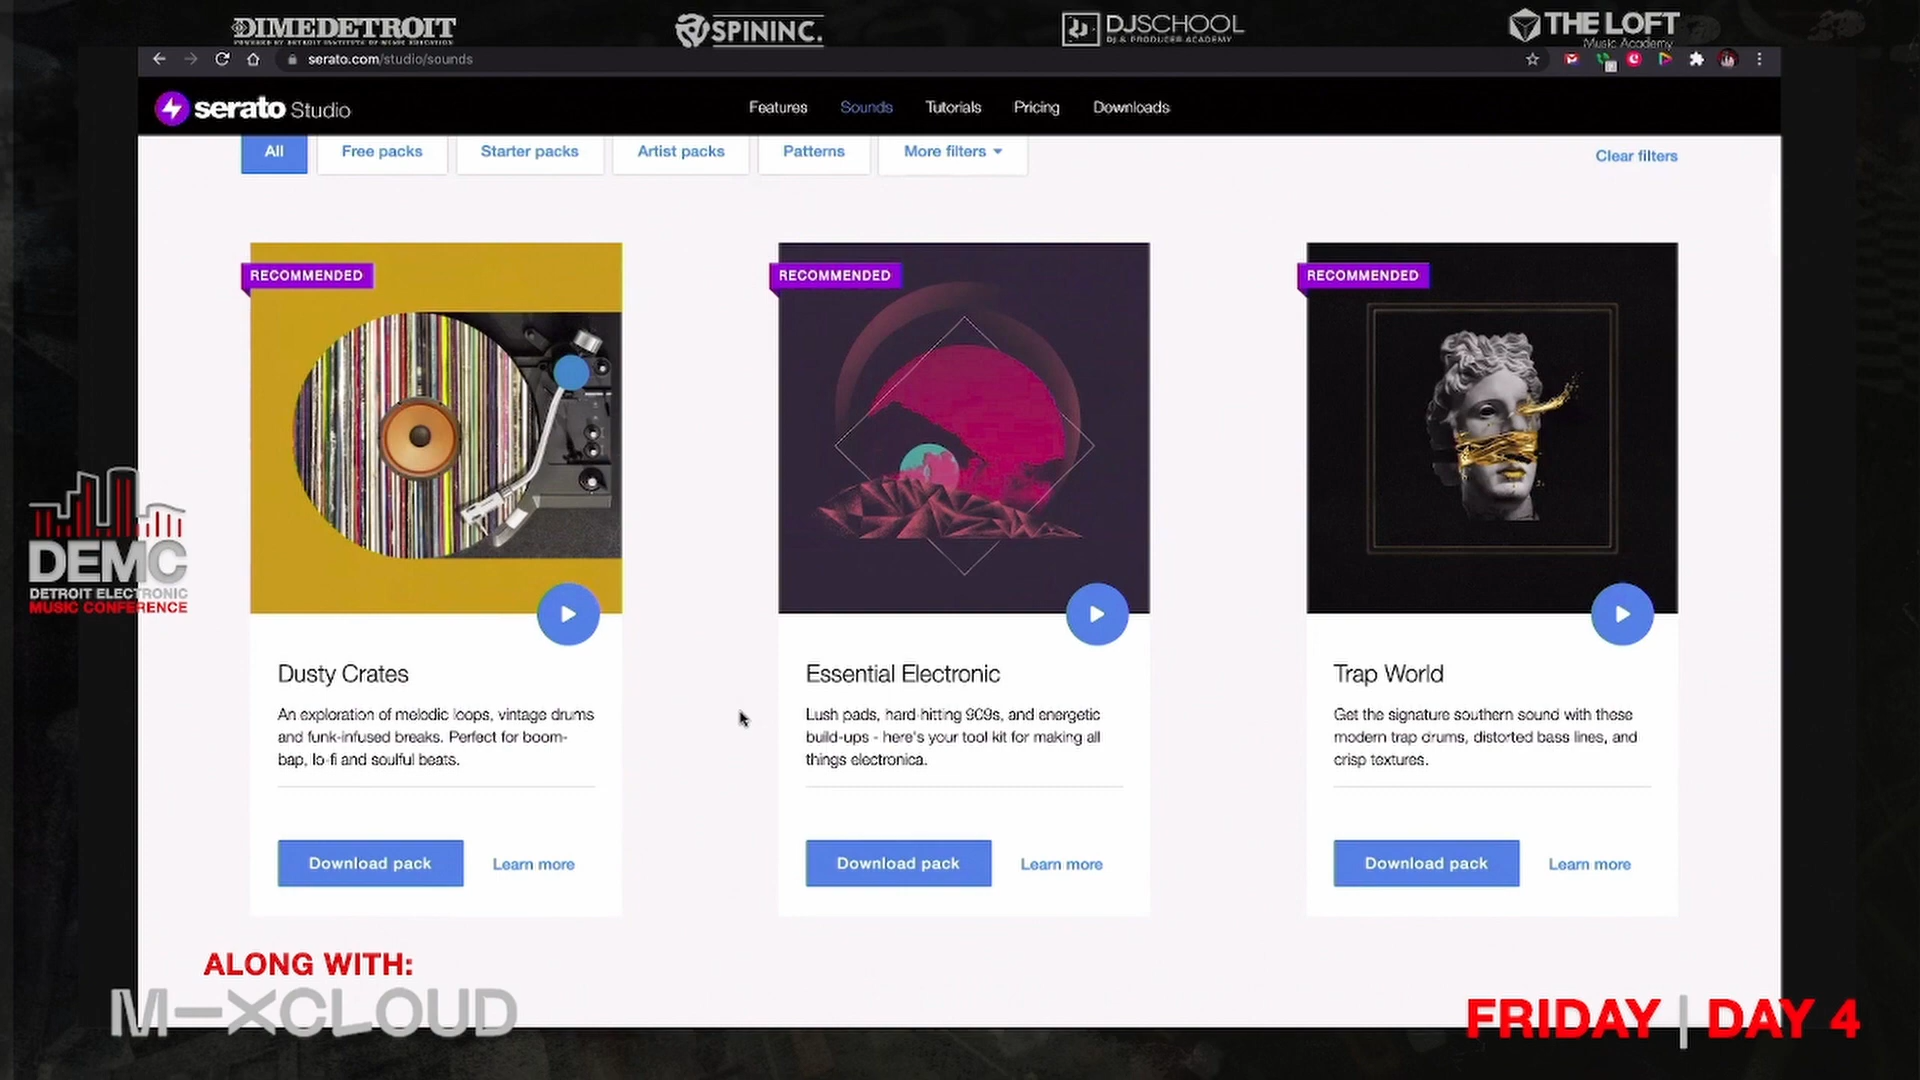 DIMEDETROIT
SPININC.
DJSCHOOL
DJ & PRODUCER ACADEMY
THE LOFT
Music Academy
serato.com/studio/sounds
serato Studio
Features
Sounds
Tutorials
Pricing
Downloads
All
Free packs
Starter packs
Artist packs
Patterns
More filters
Clear filters
RECOMMENDED
RECOMMENDED
RECOMMENDED
Dusty Crates
An exploration of melodic loops, vintage drums
and funk-infused breaks. Perfect for boom-
bap, lo-fi and soulful beats.
Download pack
Learn more
Essential Electronic
Lush pads, hard-hitting 909s, and energetic
build-ups - here's your tool kit for making all
things electronica.
Download pack
Learn more
Trap World
Get the signature southern sound with these
modern trap drums, distorted bass lines, and
crisp textures.
Download pack
Learn more
DEMC
DETROIT ELECTRONIC
MUSIC CONFERENCE
ALONG WITH:
M–XCLOUD
FRIDAY | DAY 4